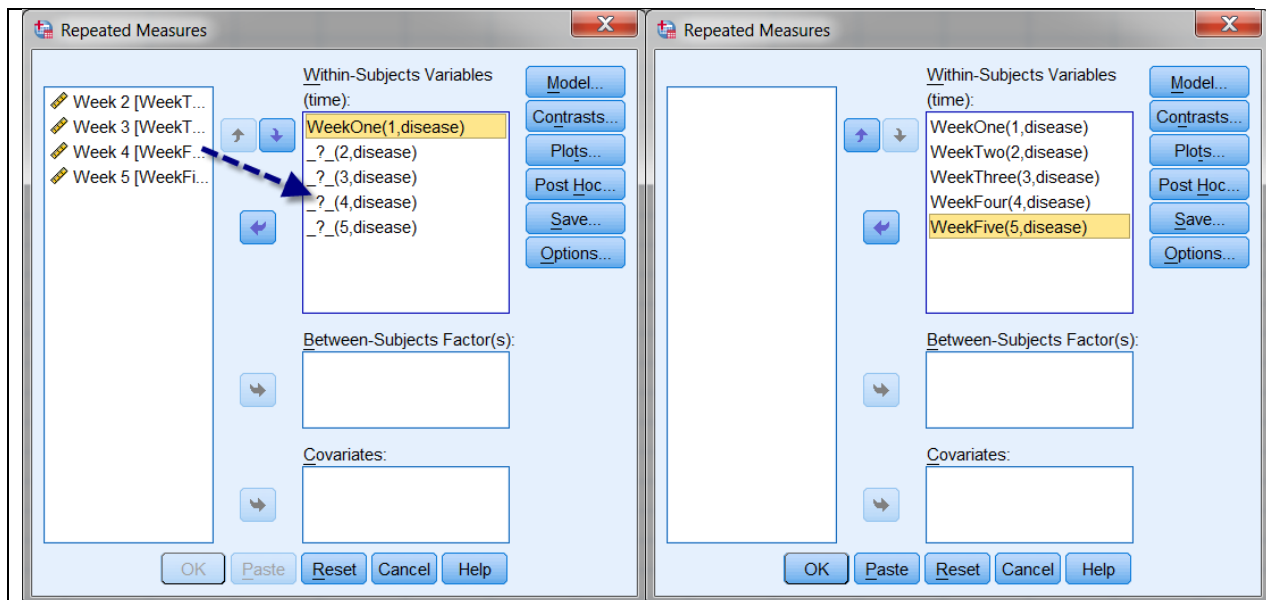 Repeated Measures
Week 2 [WeekT...
Week 3 [WeekT...
Week 4 [WeekF...
Week 5 [WeekFi...
Within-Subjects Variables
(time):
WeekOne(1,disease)
_?_(2,disease)
_?_(3,disease)
_?_(4,disease)
_?_(5,disease)
Between-Subjects Factor(s):
Covariates:
Model...
Contrasts...
Plots...
Post Hoc...
Save...
Options...
OK Paste Reset Cancel Help
Repeated Measures
Within-Subjects Variables
(time):
WeekOne(1,disease)
WeekTwo(2,disease)
WeekThree(3,disease)
WeekFour(4,disease)
WeekFive(5,disease)
Between-Subjects Factor(s):
Covariates:
Model...
Contrasts...
Plots...
Post Hoc...
Save...
Options...
OK Paste Reset Cancel Help